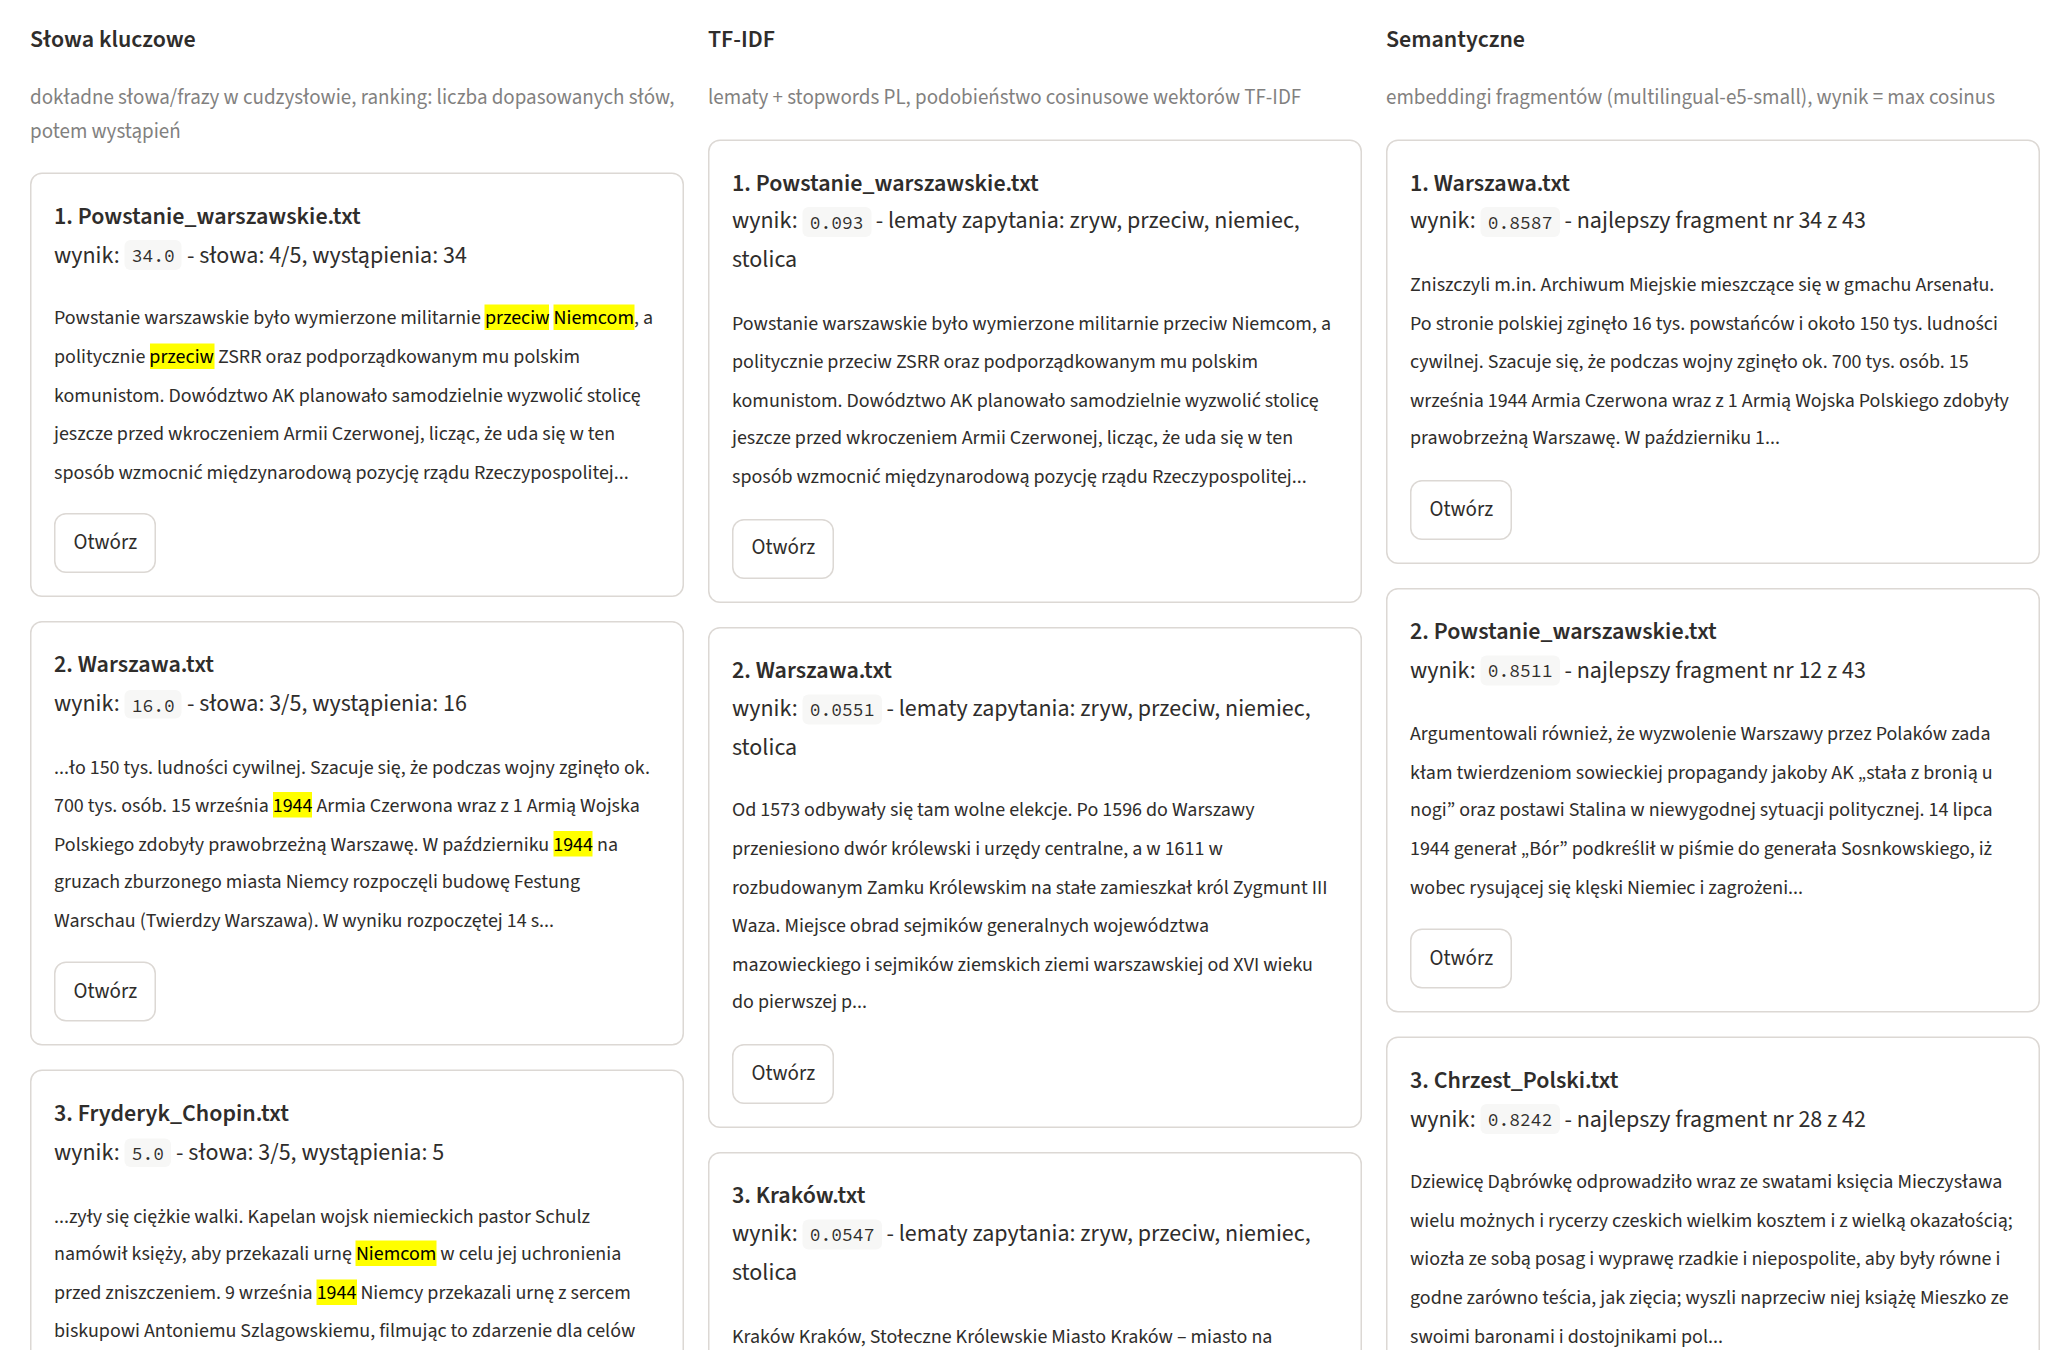 Słowa kluczowe
dokładne słowa/frazy w cudzysłowie, ranking: liczba dopasowanych słów,
potem wystąpień
1. Powstanie_warszawskie.txt
wynik: 34.0 - słowa: 4/5, wystąpienia: 34
Powstanie warszawskie było wymierzone militarnie przeciw Niemcom, a
politycznie przeciw ZSRR oraz podporządkowanym mu polskim
komunistom. Dowództwo AK planowało samodzielnie wyzwolić stolicę
jeszcze przed wkroczeniem Armii Czerwonej, licząc, że uda się w ten
sposób wzmocnić międzynarodową pozycję rządu Rzeczypospolitej...
Otwórz
2. Warszawa.txt
wynik: 16.0 - słowa: 3/5, wystąpienia: 16
...ło 150 tys. ludności cywilnej. Szacuje się, że podczas wojny zginęło ok.
700 tys. osób. 15 września 1944 Armia Czerwona wraz z 1 Armią Wojska
Polskiego zdobyły prawobrzeżną Warszawę. W październiku 1944 na
gruzach zburzonego miasta Niemcy rozpoczęli budowę Festung
Warschau (Twierdzy Warszawa). W wyniku rozpoczętej 14 s...
Otwórz
3. Fryderyk_Chopin.txt
wynik: 5.0 - słowa: 3/5, wystąpienia: 5
...zyły się ciężkie walki. Kapelan wojsk niemieckich pastor Schulz
namówił księży, aby przekazali urnę Niemcom w celu jej uchronienia
przed zniszczeniem. 9 września 1944 Niemcy przekazali urnę z sercem
biskupowi Antoniemu Szlagowskiemu, filmując to zdarzenie dla celów
TF-IDF
lematy + stopwords PL, podobieństwo cosinusowe wektorów TF-IDF
1. Powstanie_warszawskie.txt
wynik: 0.093 - lematy zapytania: zryw, przeciw, niemiec,
stolica
Powstanie warszawskie było wymierzone militarnie przeciw Niemcom, a
politycznie przeciw ZSRR oraz podporządkowanym mu polskim
komunistom. Dowództwo AK planowało samodzielnie wyzwolić stolicę
jeszcze przed wkroczeniem Armii Czerwonej, licząc, że uda się w ten
sposób wzmocnić międzynarodową pozycję rządu Rzeczypospolitej...
Otwórz
2. Warszawa.txt
wynik: 0.0551 - lematy zapytania: zryw, przeciw, niemiec,
stolica
Od 1573 odbywały się tam wolne elekcje. Po 1596 do Warszawy
przeniesiono dwór królewski i urzędy centralne, a w 1611 w
rozbudowanym Zamku Królewskim na stałe zamieszkał król Zygmunt III
Waza. Miejsce obrad sejmików generalnych województwa
mazowieckiego i sejmików ziemskich ziemi warszawskiej od XVI wieku
do pierwszej p...
Otwórz
3. Kraków.txt
wynik: 0.0547 - lematy zapytania: zryw, przeciw, niemiec,
stolica
Kraków Kraków, Stołeczne Królewskie Miasto Kraków – miasto na
Semantyczne
embeddingi fragmentów (multilingual-e5-small), wynik = max cosinus
1. Warszawa.txt
wynik: 0.8587 - najlepszy fragment nr 34 z 43
Zniszczyli m.in. Archiwum Miejskie mieszczące się w gmachu Arsenału.
Po stronie polskiej zginęło 16 tys. powstańców i około 150 tys. ludności
cywilnej. Szacuje się, że podczas wojny zginęło ok. 700 tys. osób. 15
września 1944 Armia Czerwona wraz z 1 Armią Wojska Polskiego zdobyły
prawobrzeżną Warszawę. W październiku 1...
Otwórz
2. Powstanie_warszawskie.txt
wynik: 0.8511 - najlepszy fragment nr 12 z 43
Argumentowali również, że wyzwolenie Warszawy przez Polaków zada
kłam twierdzeniom sowieckiej propagandy jakoby AK „stała z bronią u
nogi” oraz postawi Stalina w niewygodnej sytuacji politycznej. 14 lipca
1944 generał „Bór” podkreślił w piśmie do generała Sosnkowskiego, iż
wobec rysującej się klęski Niemiec i zagrożeni...
Otwórz
3. Chrzest_Polski.txt
wynik: 0.8242 - najlepszy fragment nr 28 z 42
Dziewicę Dąbrówkę odprowadziło wraz ze swatami księcia Mieczysława
wielu możnych i rycerzy czeskich wielkim kosztem i z wielką okazałością;
wiozła ze sobą posag i wyprawę rzadkie i niepospolite, aby były równe i
godne zarówno teścia, jak zięcia; wyszli naprzeciw niej książę Mieszko ze
swoimi baronami i dostojnikami pol...